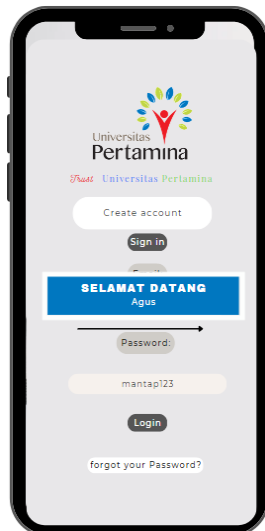 Universitas
Pertamina
Trust Universitas Pertamina
Create account
Sign in
SELAMAT DATANG
Agus
Password:
mantap123
Login
forgot your Password?